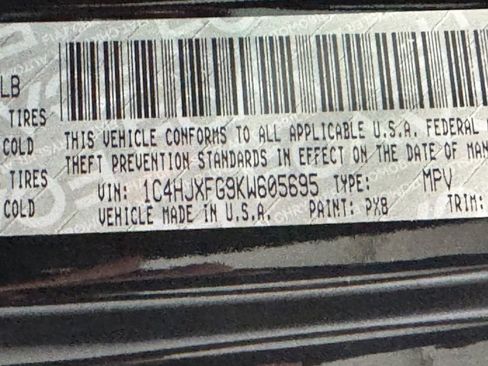 LB
TIRES
COLD
THIS VEHICLE CONFORMS TO ALL APPLICABLE U.S.A. FEDERAL
THEFT PREVENTION STANDARDS IN EFFECT ON THE DATE OF MAN
TIRES
VIN: 1C4HJXFG9KW605695 TYPE: MPV
COLD
VEHICLE MADE IN U.S.A. PAINT: PX8 TRIM: